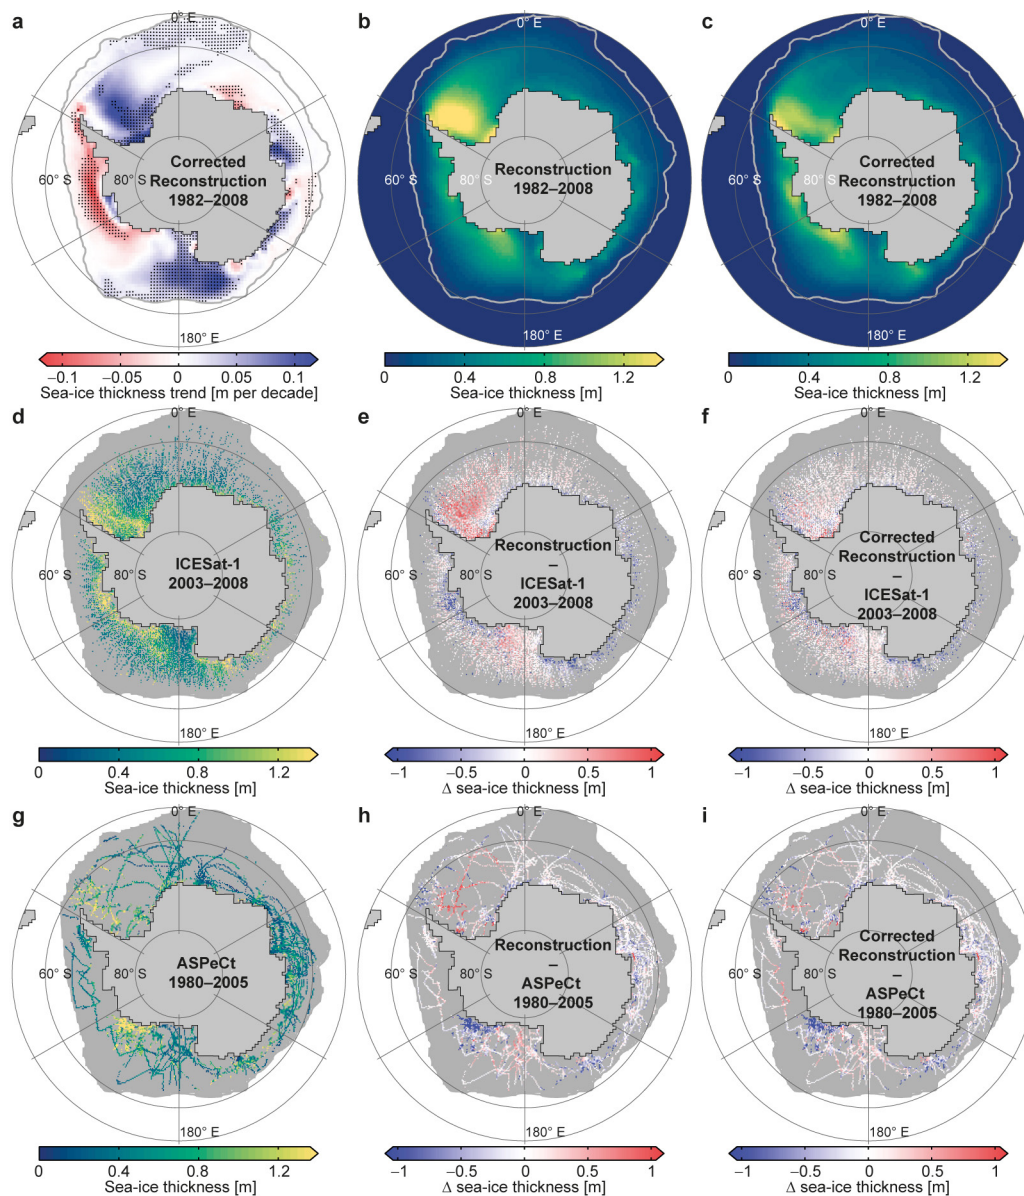 a
b
c
0° E
0° E
0° E
Corrected
Reconstruction
1982–2008
Reconstruction
1982–2008
Corrected
Reconstruction
1982–2008
60° S
80° S
60° S
80° S
60° S
80° S
180° E
180° E
180° E
−0.1 −0.05 0 0.05 0.1
Sea-ice thickness trend [m per decade]
0 0.4 0.8 1.2
Sea-ice thickness [m]
0 0.4 0.8 1.2
Sea-ice thickness [m]
d
e
f
0° E
0° E
0° E
ICESat-1
2003–2008
Reconstruction
–
ICESat-1
2003–2008
Corrected
Reconstruction
–
ICESat-1
2003–2008
60° S
80° S
60° S
80° S
60° S
80° S
180° E
180° E
180° E
0 0.4 0.8 1.2
Sea-ice thickness [m]
−1 −0.5 0 0.5 1
Δ sea-ice thickness [m]
−1 −0.5 0 0.5 1
Δ sea-ice thickness [m]
g
h
i
0° E
0° E
0° E
ASPeCt
1980–2005
Reconstruction
–
ASPeCt
1980–2005
Corrected
Reconstruction
–
ASPeCt
1980–2005
60° S
80° S
60° S
80° S
60° S
80° S
180° E
180° E
180° E
0 0.4 0.8 1.2
Sea-ice thickness [m]
−1 −0.5 0 0.5 1
Δ sea-ice thickness [m]
−1 −0.5 0 0.5 1
Δ sea-ice thickness [m]